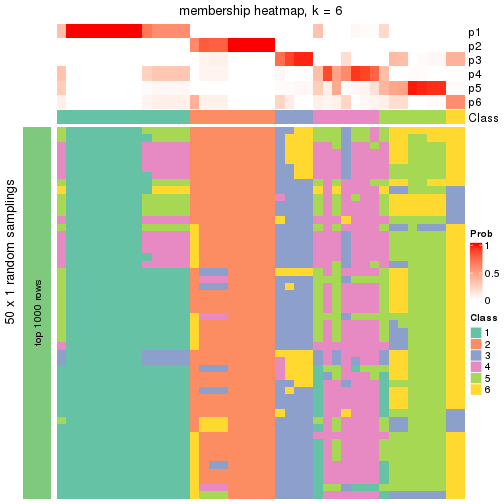 membership heatmap, k = 6
p1
p2
p3
p4
p5
p6
Class
50 x 1 random samplings
top 1000 rows
Prob
1
0.5
0
Class
1
2
3
4
5
6